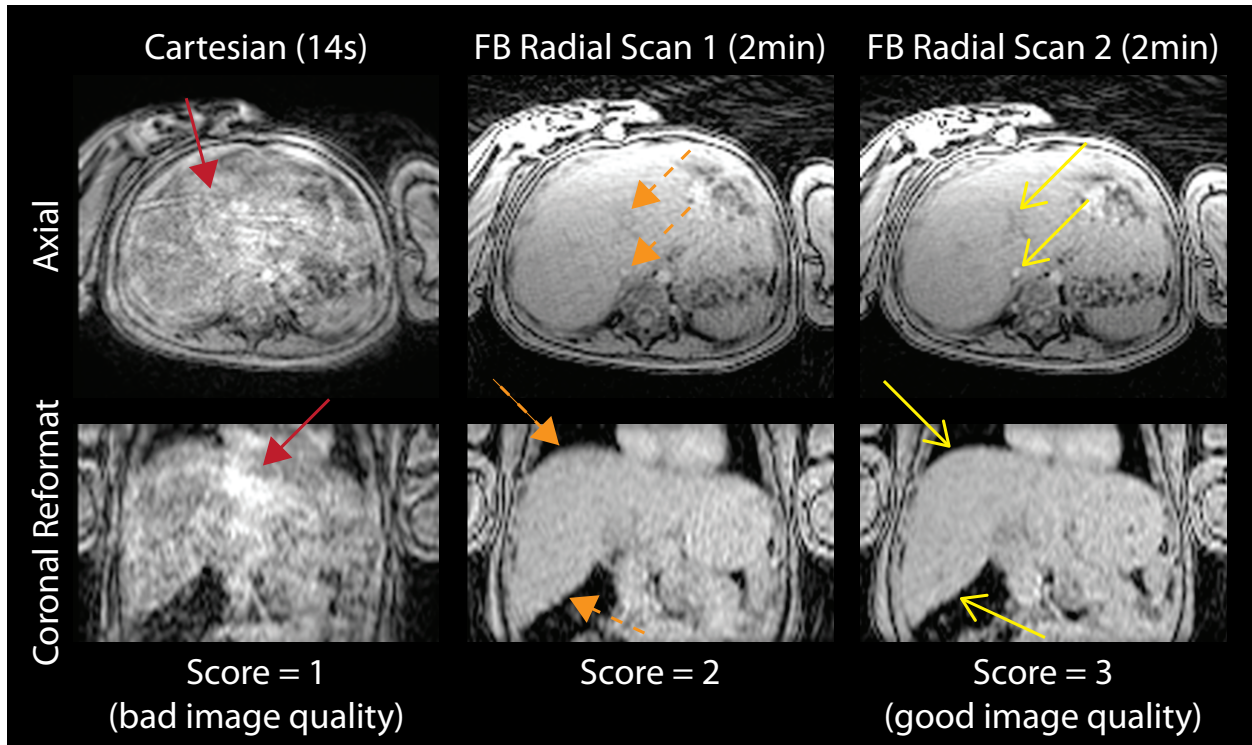 Cartesian (14s)
FB Radial Scan 1 (2min)
FB Radial Scan 2 (2min)
Axial
Coronal Reformat
Score = 1
(bad image quality)
Score = 2
Score = 3
(good image quality)